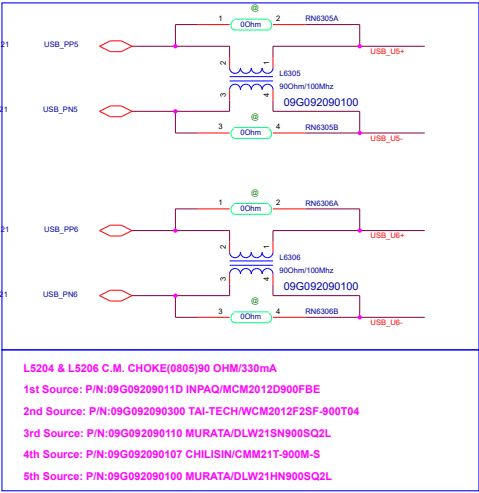 @
1 0Ohm 2 RN6305A
21 USB_PP5 USB_U5+
2 1 L6305
90Ohm/100Mhz
3 4 09G092090100
21 USB_PN5
@
3 0Ohm 4 RN6305B USB_U5-
@
1 0Ohm 2 RN6306A
21 USB_PP6 USB_U6+
2 1 L6306
90Ohm/100Mhz
3 4 09G092090100
21 USB_PN6
@
3 0Ohm 4 RN6306B USB_U6-
L5204 & L5206 C.M. CHOKE(0805)90 OHM/330mA
1st Source: P/N:09G09209011D INPAQ/MCM2012D900FBE
2nd Source: P/N:09G092090300 TAI-TECH/WCM2012F2SF-900T04
3rd Source: P/N:09G092090110 MURATA/DLW21SN900SQ2L
4th Source: P/N:09G092090107 CHILISIN/CMM21T-900M-S
5th Source: P/N:09G092090100 MURATA/DLW21HN900SQ2L